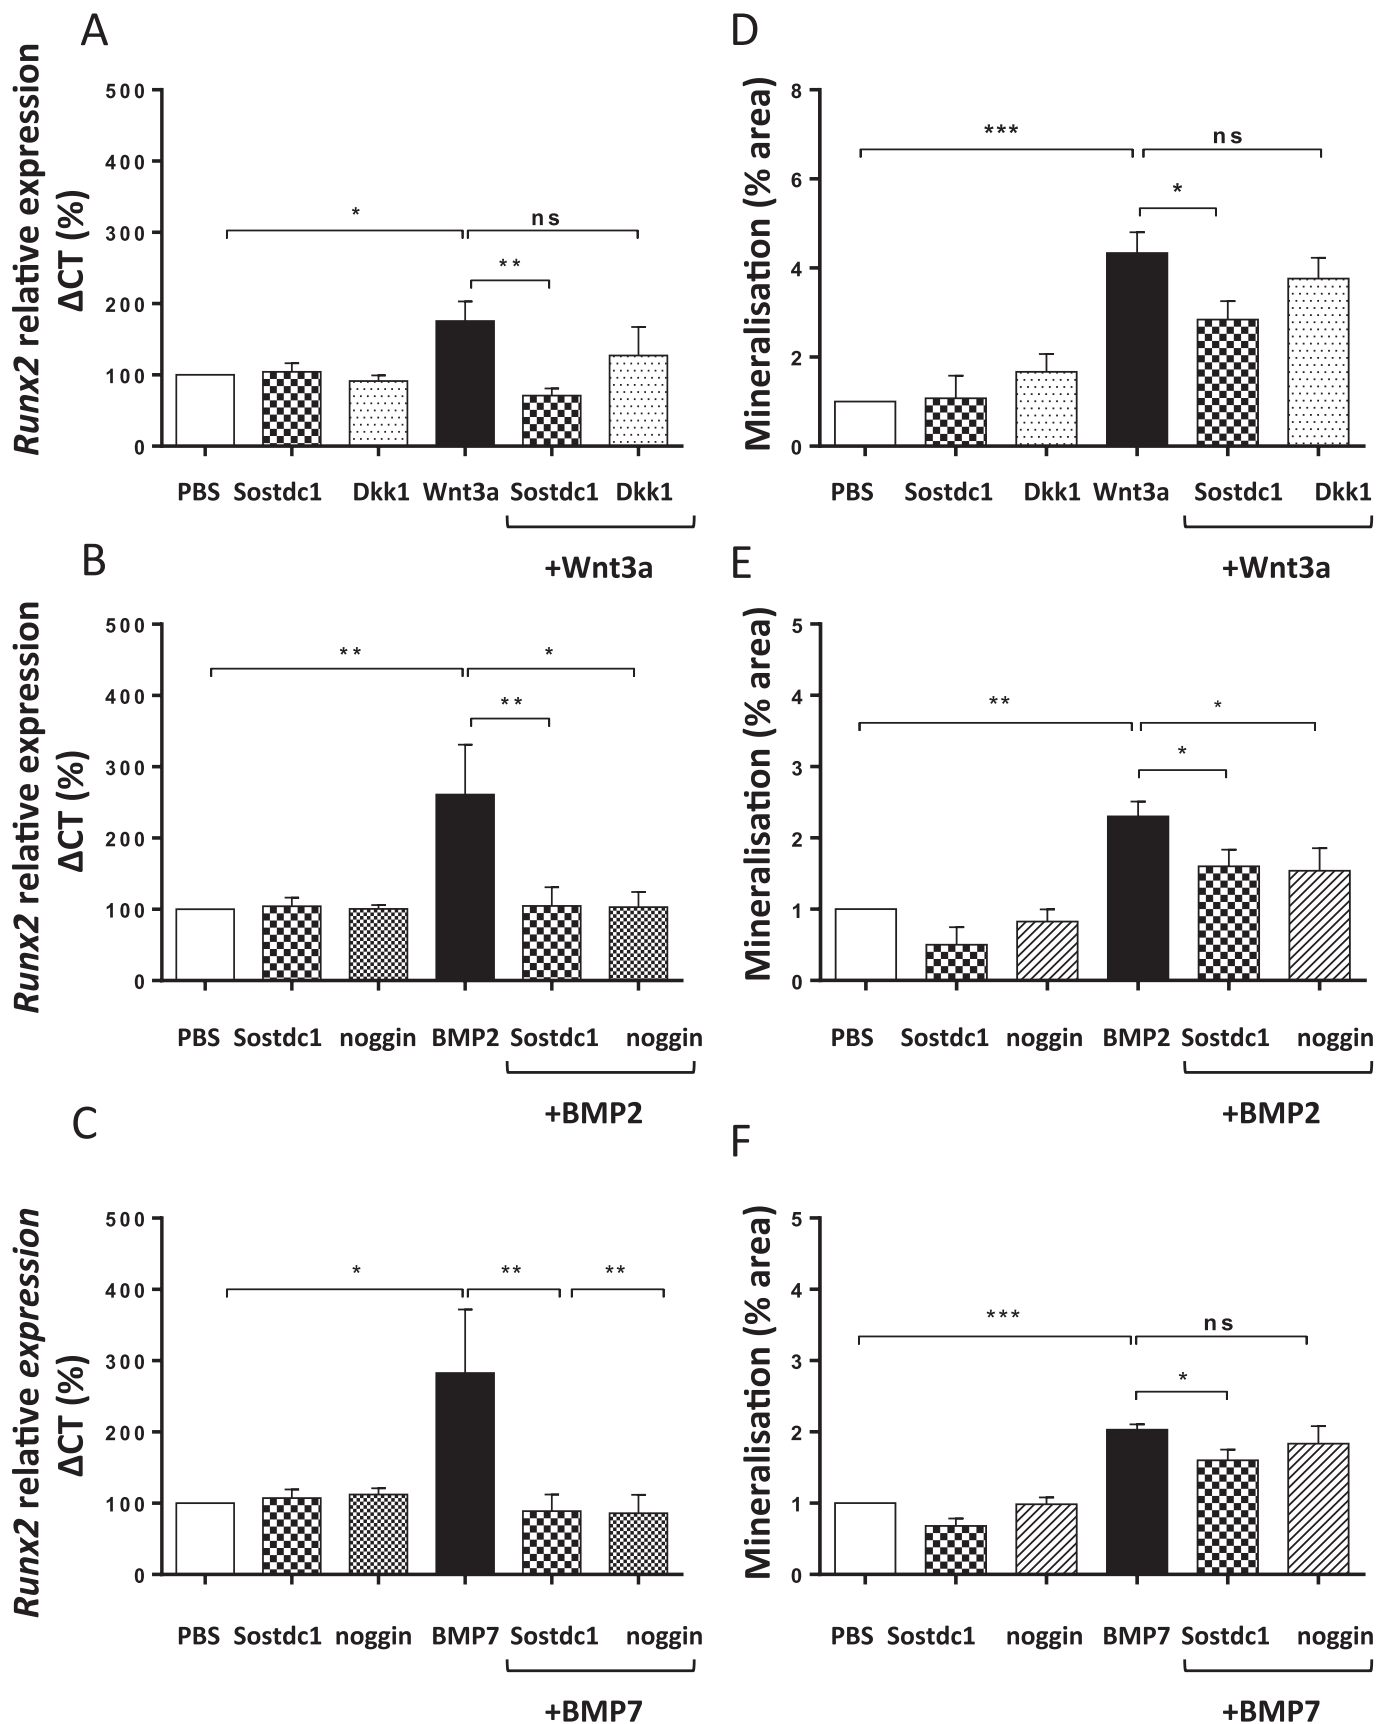 A
Runx2 relative expression
ΔCT (%)
500
400
300
200
100
0
*
ns
**
PBS Sostdc1 Dkk1 Wnt3a Sostdc1 Dkk1
+Wnt3a
D
Mineralisation (% area)
8
6
4
2
0
***
ns
*
PBS Sostdc1 Dkk1 Wnt3a Sostdc1 Dkk1
+Wnt3a
B
Runx2 relative expression
ΔCT (%)
500
400
300
200
100
0
**
*
**
PBS Sostdc1 noggin BMP2 Sostdc1 noggin
+BMP2
E
Mineralisation (% area)
5
4
3
2
1
0
**
*
*
PBS Sostdc1 noggin BMP2 Sostdc1 noggin
+BMP2
C
Runx2 relative expression
ΔCT (%)
500
400
300
200
100
0
*
**
**
PBS Sostdc1 noggin BMP7 Sostdc1 noggin
+BMP7
F
Mineralisation (% area)
5
4
3
2
1
0
***
ns
*
PBS Sostdc1 noggin BMP7 Sostdc1 noggin
+BMP7